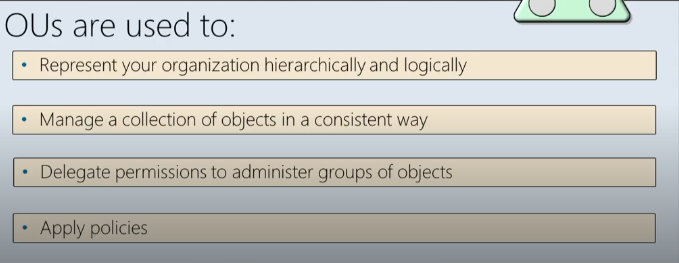 OUs are used to:
• Represent your organization hierarchically and logically
• Manage a collection of objects in a consistent way
• Delegate permissions to administer groups of objects
• Apply policies